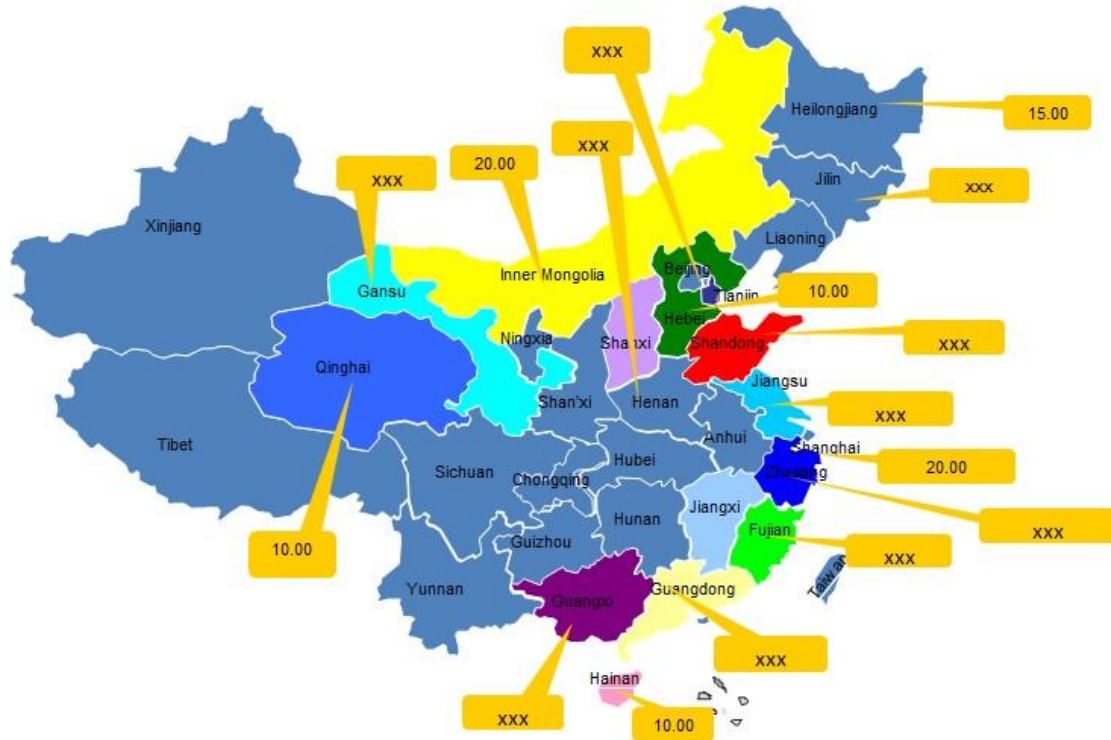 xxx
Heilongjiang
15.00
xxx
20.00
xxx
Jilin
xxx
Xinjiang
Liaoning
Beijing
Inner Mongolia
Gansu
Tianjin
10.00
Hebei
Ningxia
Shanxi
Shandong
xxx
Qinghai
Jiangsu
Shan'xi
Henan
xxx
Tibet
Anhui
Shanghai
Hubei
20.00
Sichuan
Zhejiang
Chongqing
Jiangxi
Hunan
xxx
Fujian
10.00
Guizhou
xxx
Yunnan
Guangdong
Taiwan
Guangxi
xxx
Hainan
xxx
10.00